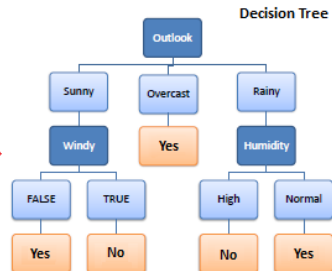 Decision Tree
Outlook
Sunny Overcast Rainy
Windy Yes Humidity
FALSE TRUE High Normal
Yes No No Yes